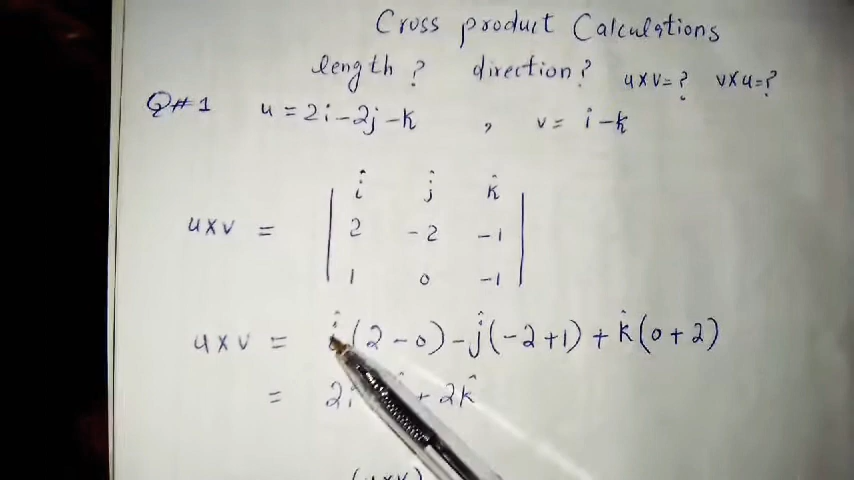 Cross product Calculations
length ? direction? u×v=? v×u=?
Q#1 u = 2i-2j-k , v= i-k
î ĵ k̂
u×v = 2 -2 -1
1 0 -1
u×v = î(2-0)-ĵ(-2+1)+k̂(0+2)
= 2i + 2k̂
(u×v)